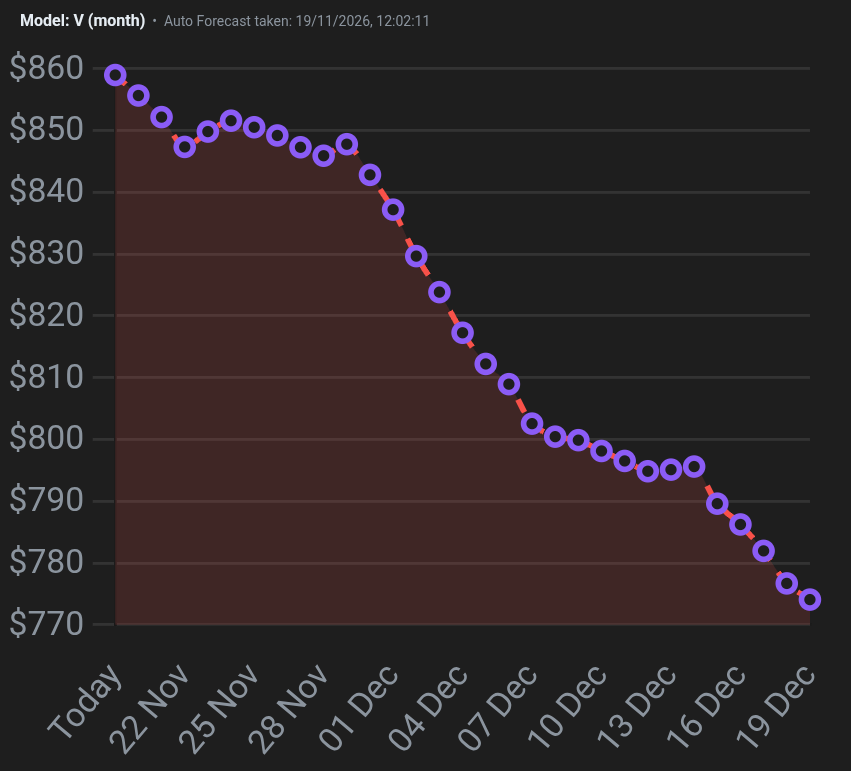 Model: V (month) • Auto Forecast taken: 19/11/2026, 12:02:11
$860
$850
$840
$830
$820
$810
$800
$790
$780
$770
Today
22 Nov
25 Nov
28 Nov
01 Dec
04 Dec
07 Dec
10 Dec
13 Dec
16 Dec
19 Dec